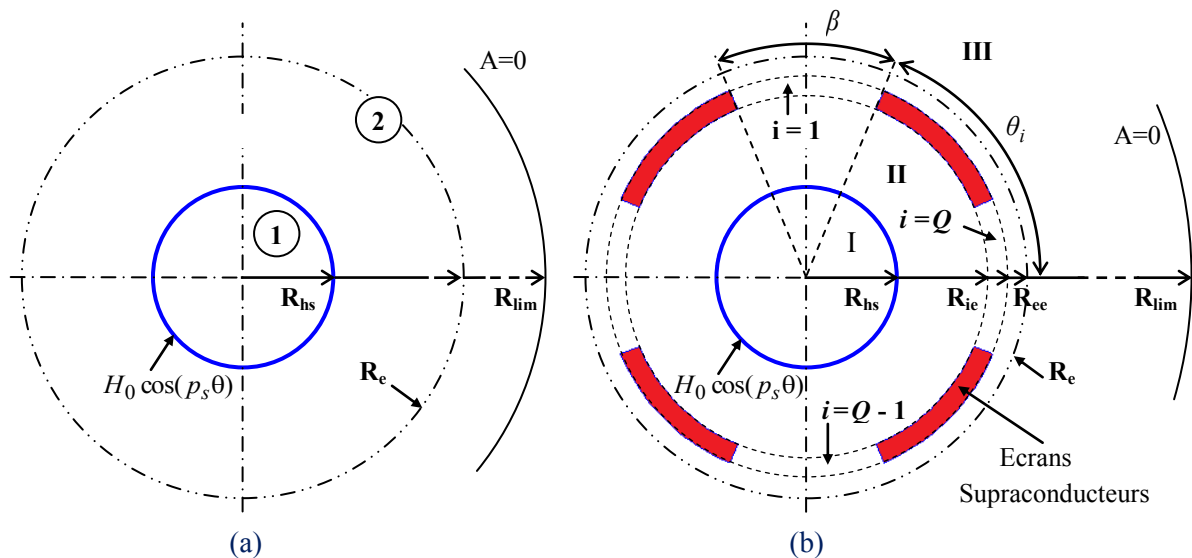 A=0
2
1
R_hs
R_lim
H_0 cos(p_sθ)
R_e
(a)
β
III
i = 1
θ_i
A=0
II
i = Q
I
R_hs
R_ie
R_ee
R_lim
H_0 cos(p_sθ)
R_e
i = Q - 1
Ecrans
Supraconducteurs
(b)